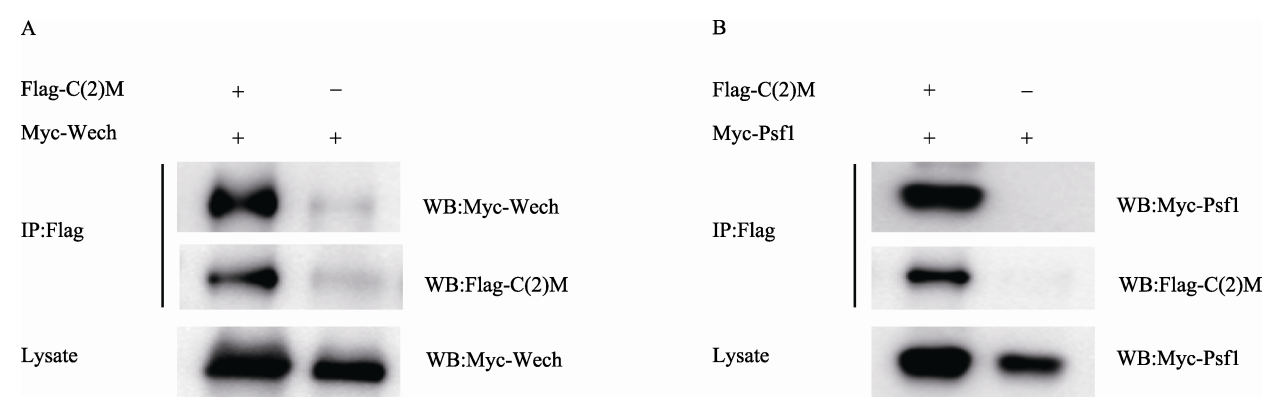 A
Flag-C(2)M + −
Myc-Wech + +
IP:Flag
WB:Myc-Wech
WB:Flag-C(2)M
Lysate
WB:Myc-Wech
B
Flag-C(2)M + −
Myc-Psf1 + +
IP:Flag
WB:Myc-Psf1
WB:Flag-C(2)M
Lysate
WB:Myc-Psf1